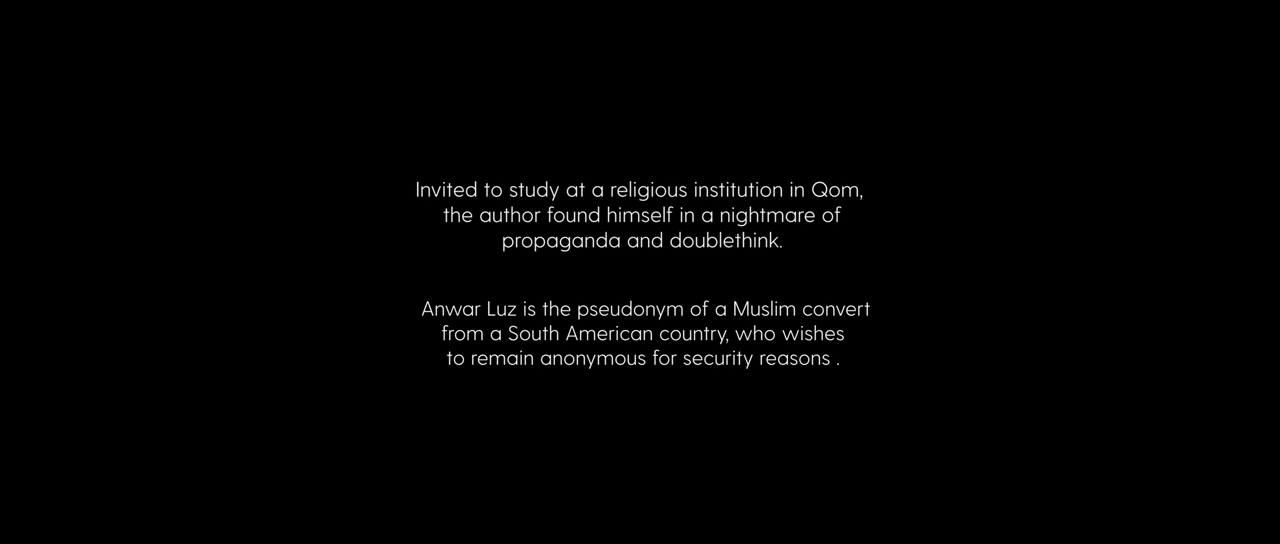 Invited to study at a religious institution in Qom,
the author found himself in a nightmare of
propaganda and doublethink.
Anwar Luz is the pseudonym of a Muslim convert
from a South American country, who wishes
to remain anonymous for security reasons .